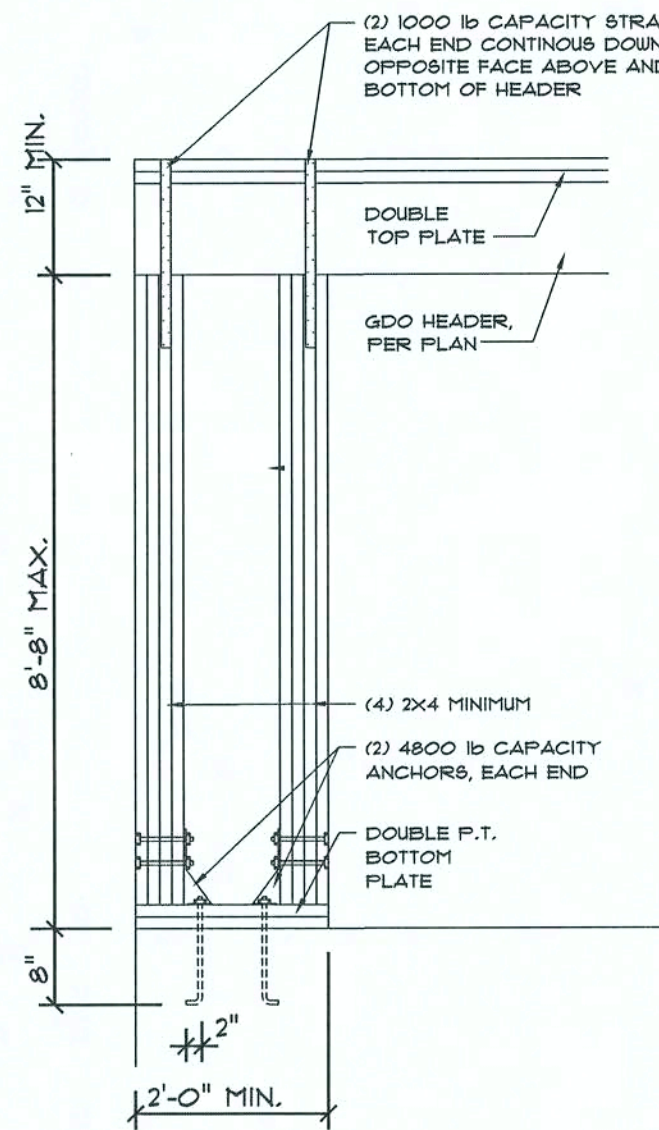 (2) 1000 lb CAPACITY
EACH END CONTINOUS DOWN
OPPOSITE FACE ABOVE AND
BOTTOM OF HEADER
12" MIN.
DOUBLE
TOP PLATE
GDO HEADER,
PER PLAN
8'-8" MAX.
(4) 2x4 MINIMUM
(2) 4800 lb CAPACITY
ANCHORS, EACH END
DOUBLE P.T.
BOTTOM
PLATE
8"
2"
2'-0" MIN.